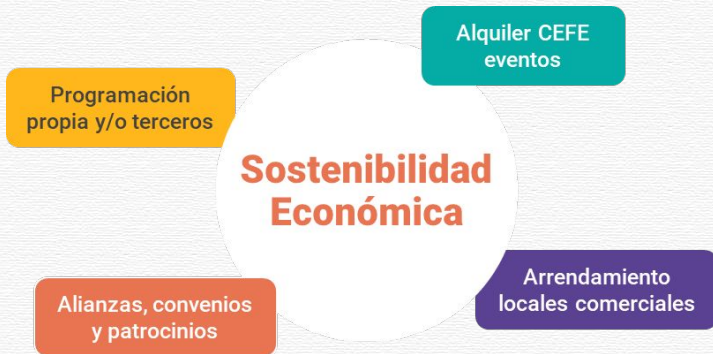 Alquiler CEFE
eventos
Programación
propia y/o terceros
Sostenibilidad
Económica
Arrendamiento
locales comerciales
Alianzas, convenios
y patrocinios